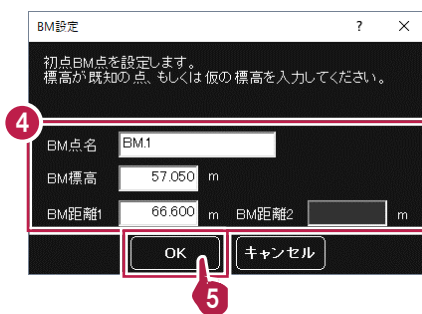 BM設定 ? ×
初点BM点を設定します。
標高が既知の点、もしくは仮の標高を入力してください。
4
BM点名 BM.1
BM標高 57.050 m
BM距離1 66.600 m BM距離2 m
OK キャンセル
5